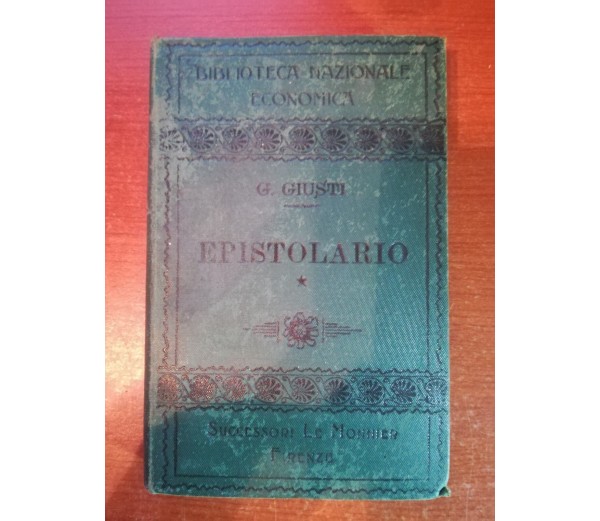 BIBLIOTECA NAZIONALE
ECONOMICA
G. GIUSTI
EPISTOLARIO
*
SUCCESSORI LE MONNIER
FIRENZE